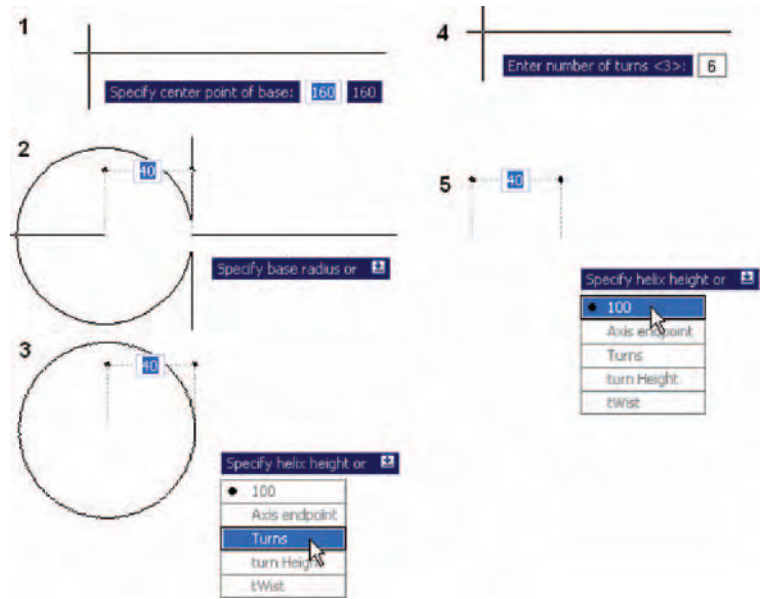 1
Specify center point of base: 160 160
2
40
Specify base radius or
3
40
Specify helix height or
100
Axis endpoint
Turns
turn Height
tWist
4
Enter number of turns <3>: 6
5
40
Specify helix height or
100
Axis endpoint
Turns
turn Height
tWist